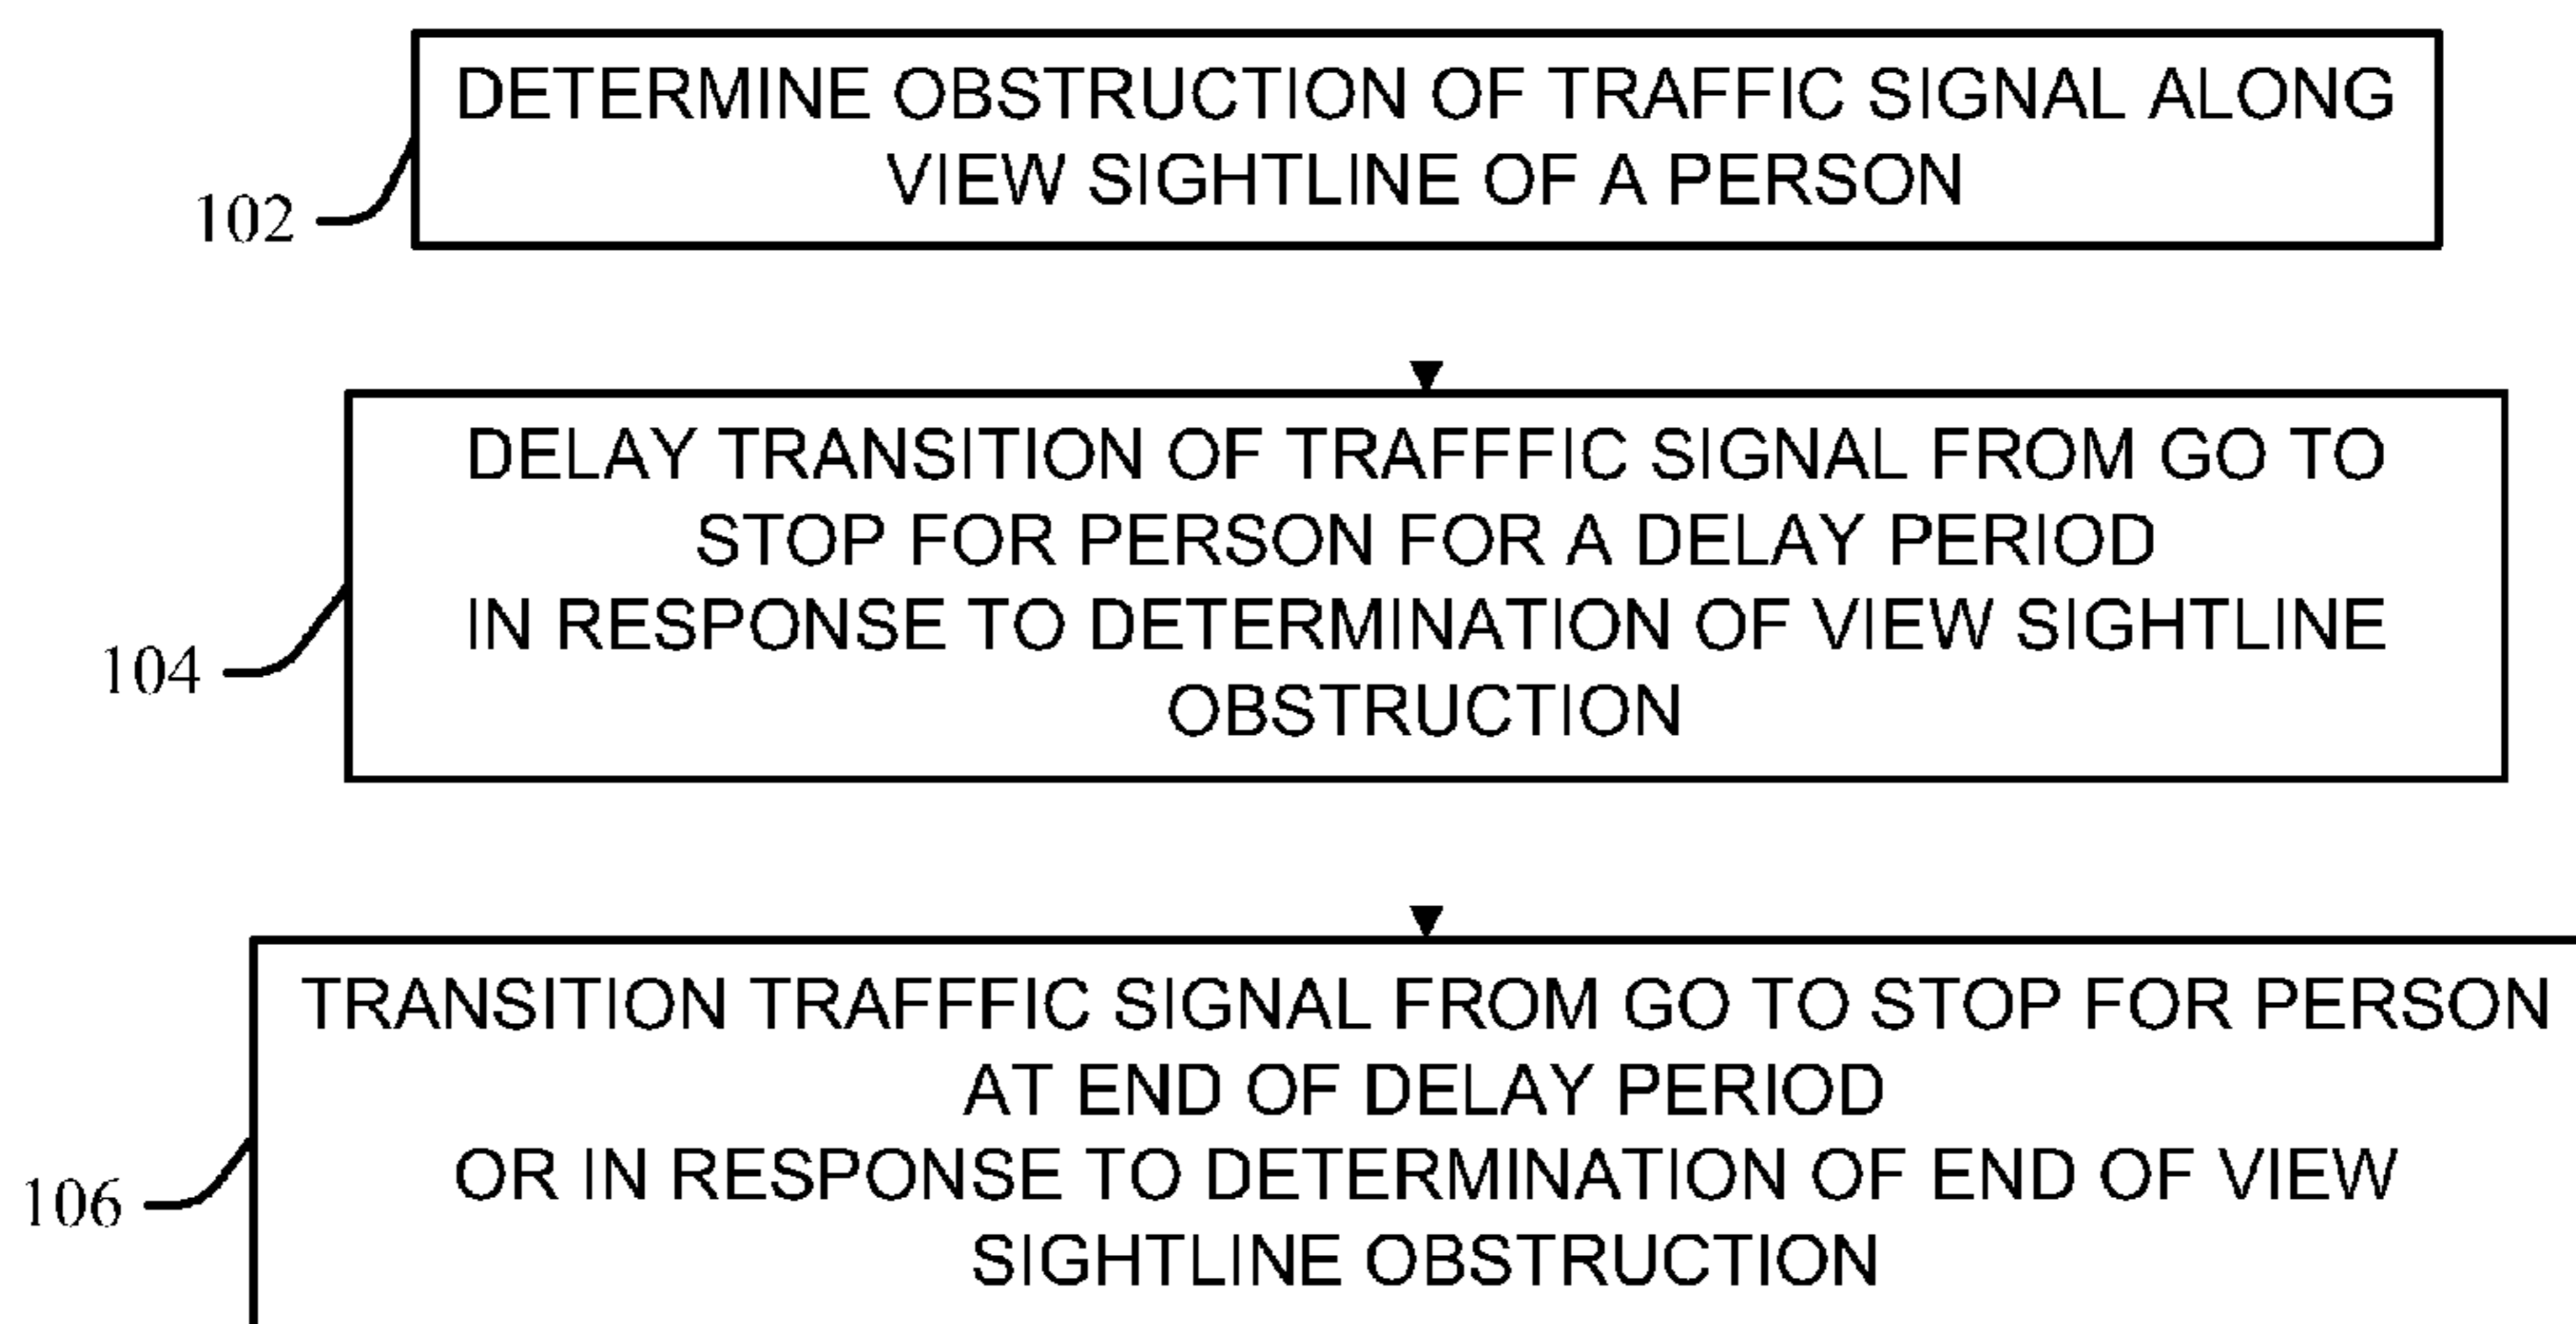 DETERMINE OBSTRUCTION OF TRAFFIC SIGNAL ALONG
VIEW SIGHTLINE OF A PERSON
102
DELAY TRANSITION OF TRAFFFIC SIGNAL FROM GO TO
STOP FOR PERSON FOR A DELAY PERIOD
IN RESPONSE TO DETERMINATION OF VIEW SIGHTLINE
OBSTRUCTION
104
TRANSITION TRAFFFIC SIGNAL FROM GO TO STOP FOR PERSON
AT END OF DELAY PERIOD
OR IN RESPONSE TO DETERMINATION OF END OF VIEW
SIGHTLINE OBSTRUCTION
106